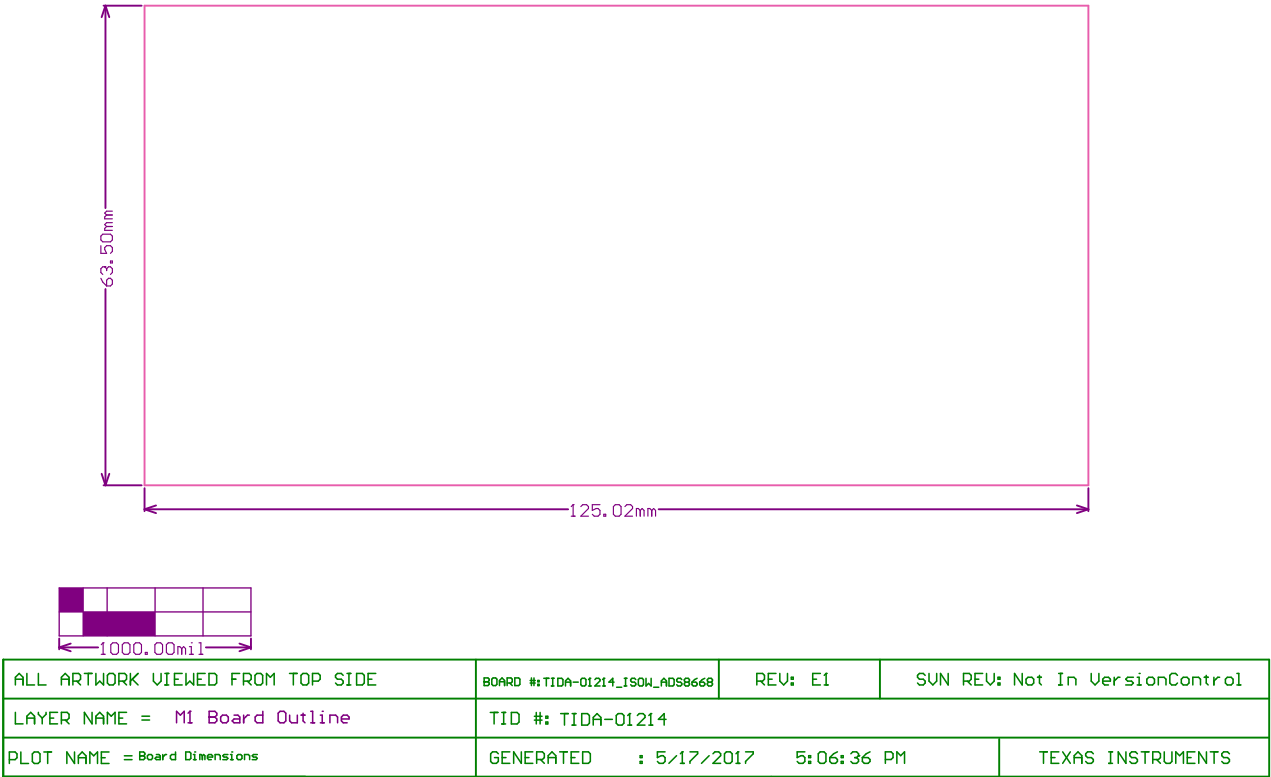 63.50mm
125.02mm
1000.00mil
ALL ARTWORK VIEWED FROM TOP SIDE
BOARD #:TIDA-01214_ISOW_ADS8668
REV: E1
SVN REV: Not In VersionControl
LAYER NAME = M1 Board Outline
TID #: TIDA-01214
PLOT NAME = Board Dimensions
GENERATED : 5/17/2017 5:06:36 PM
TEXAS INSTRUMENTS